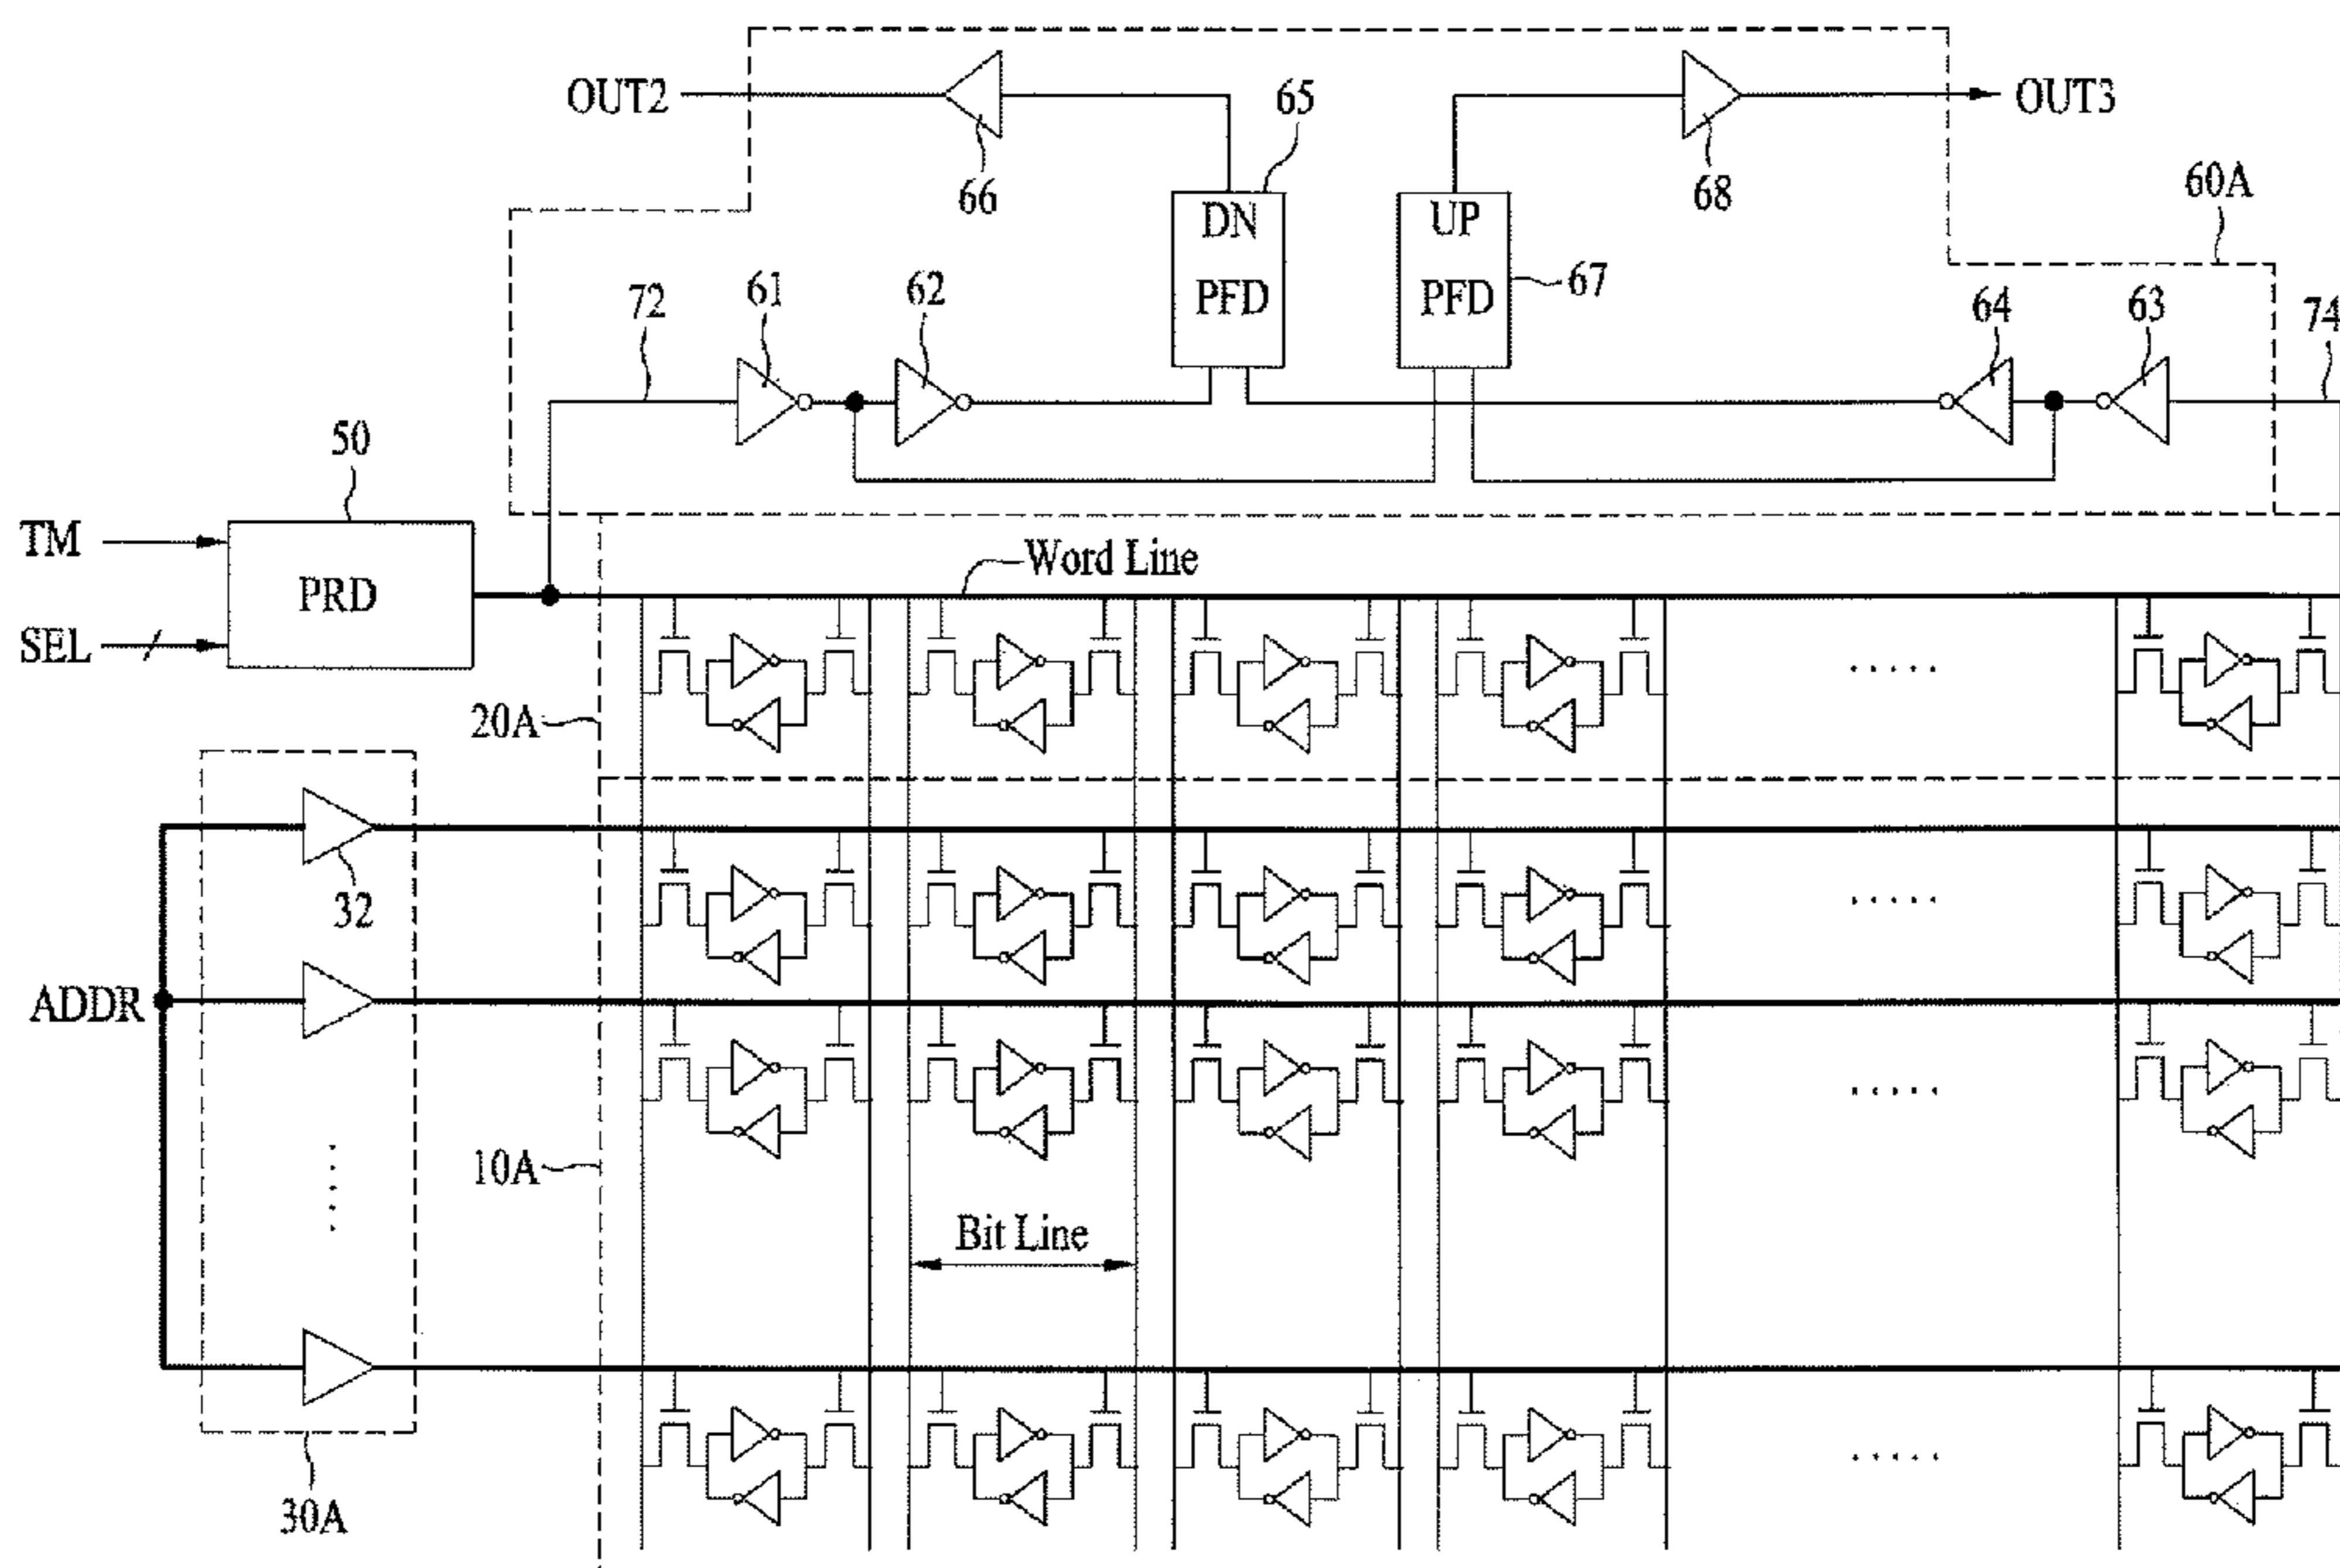 OUT2
65
OUT3
66
68
60A
DN
PFD
UP
PFD
67
72
61
62
64
63
74
50
TM
PRD
SEL
Word Line
20A
32
ADDR
10A
Bit Line
30A